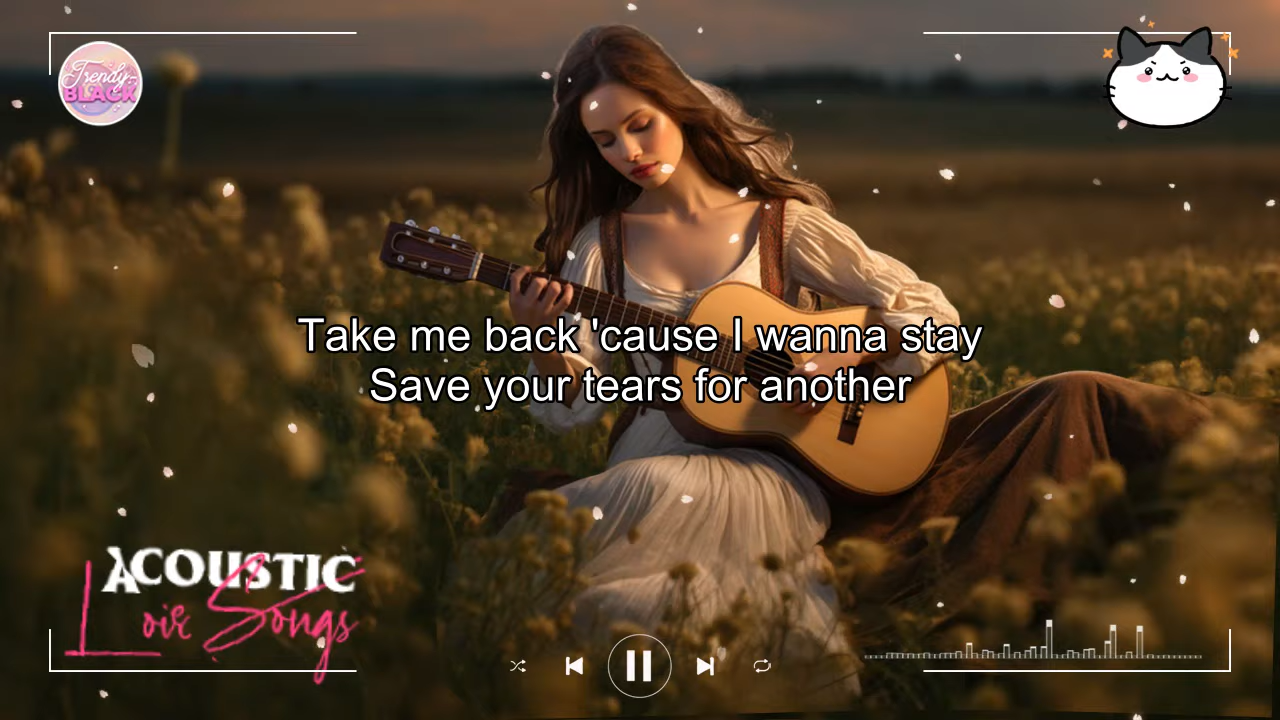 Trendy
BLACK
Take me back 'cause I wanna stay
Save your tears for another
ACOUSTIC
Love Songs